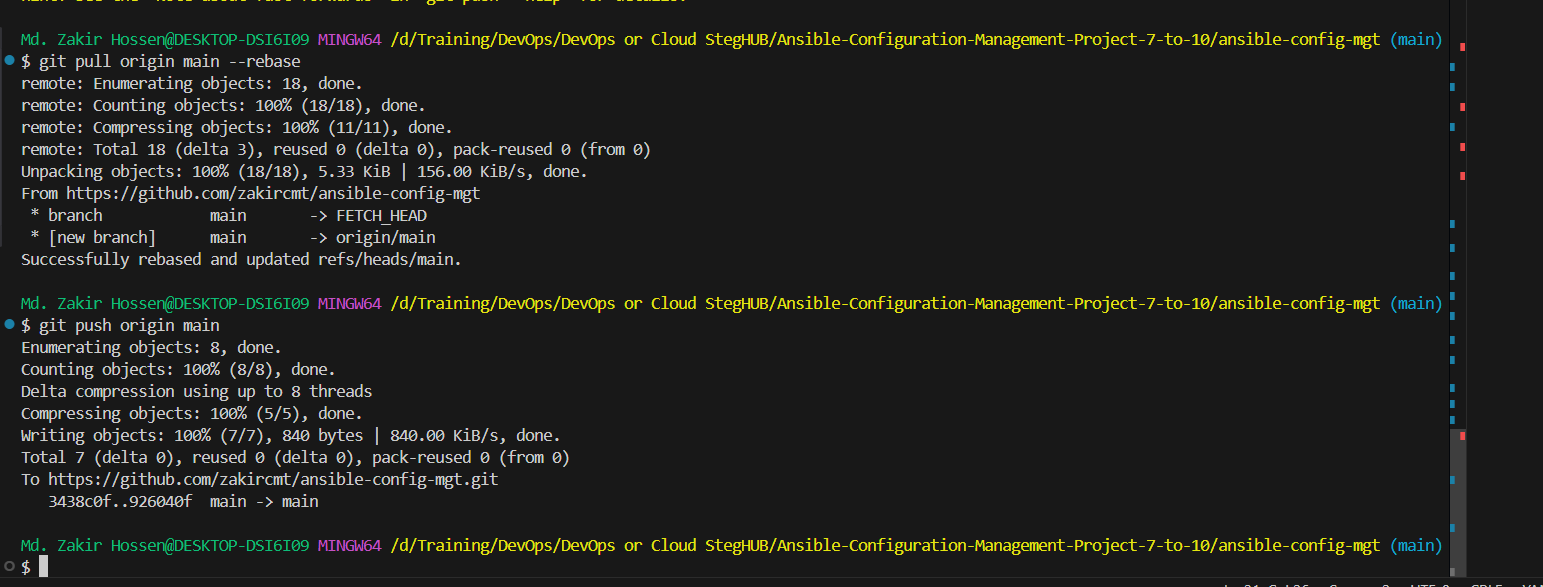 Md. Zakir Hossen@DESKTOP-DSI6I09 MINGW64 /d/Training/DevOps/DevOps or Cloud StegHUB/Ansible-Configuration-Management-Project-7-to-10/ansible-config-mgt (main)
$ git pull origin main --rebase
remote: Enumerating objects: 18, done.
remote: Counting objects: 100% (18/18), done.
remote: Compressing objects: 100% (11/11), done.
remote: Total 18 (delta 3), reused 0 (delta 0), pack-reused 0 (from 0)
Unpacking objects: 100% (18/18), 5.33 KiB | 156.00 KiB/s, done.
From https://github.com/zakircmt/ansible-config-mgt
 * branch            main       -> FETCH_HEAD
 * [new branch]      main       -> origin/main
Successfully rebased and updated refs/heads/main.
Md. Zakir Hossen@DESKTOP-DSI6I09 MINGW64 /d/Training/DevOps/DevOps or Cloud StegHUB/Ansible-Configuration-Management-Project-7-to-10/ansible-config-mgt (main)
$ git push origin main
Enumerating objects: 8, done.
Counting objects: 100% (8/8), done.
Delta compression using up to 8 threads
Compressing objects: 100% (5/5), done.
Writing objects: 100% (7/7), 840 bytes | 840.00 KiB/s, done.
Total 7 (delta 0), reused 0 (delta 0), pack-reused 0 (from 0)
To https://github.com/zakircmt/ansible-config-mgt.git
   3438c0f..926040f  main -> main
Md. Zakir Hossen@DESKTOP-DSI6I09 MINGW64 /d/Training/DevOps/DevOps or Cloud StegHUB/Ansible-Configuration-Management-Project-7-to-10/ansible-config-mgt (main)
$